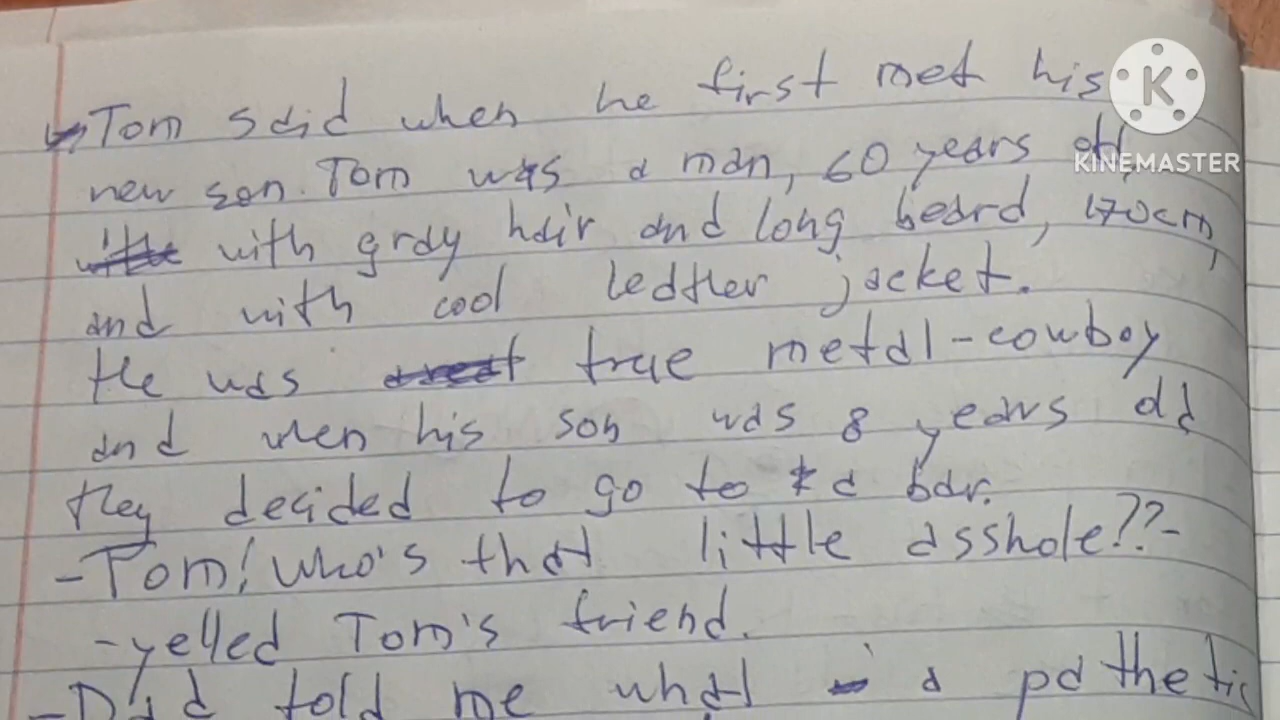 Tom said when he first met his
new son. Tom was a man, 60 years old,
with gray hair and long beard, 170cm,
and with cool leather jacket.
He was true metal-cowboy
and when his son was 8 years old
they decided to go to a bar.
-Tom! Who's that little asshole??-
-yelled Tom's friend.
-Dad told me what a pathetic
K
KINEMASTER